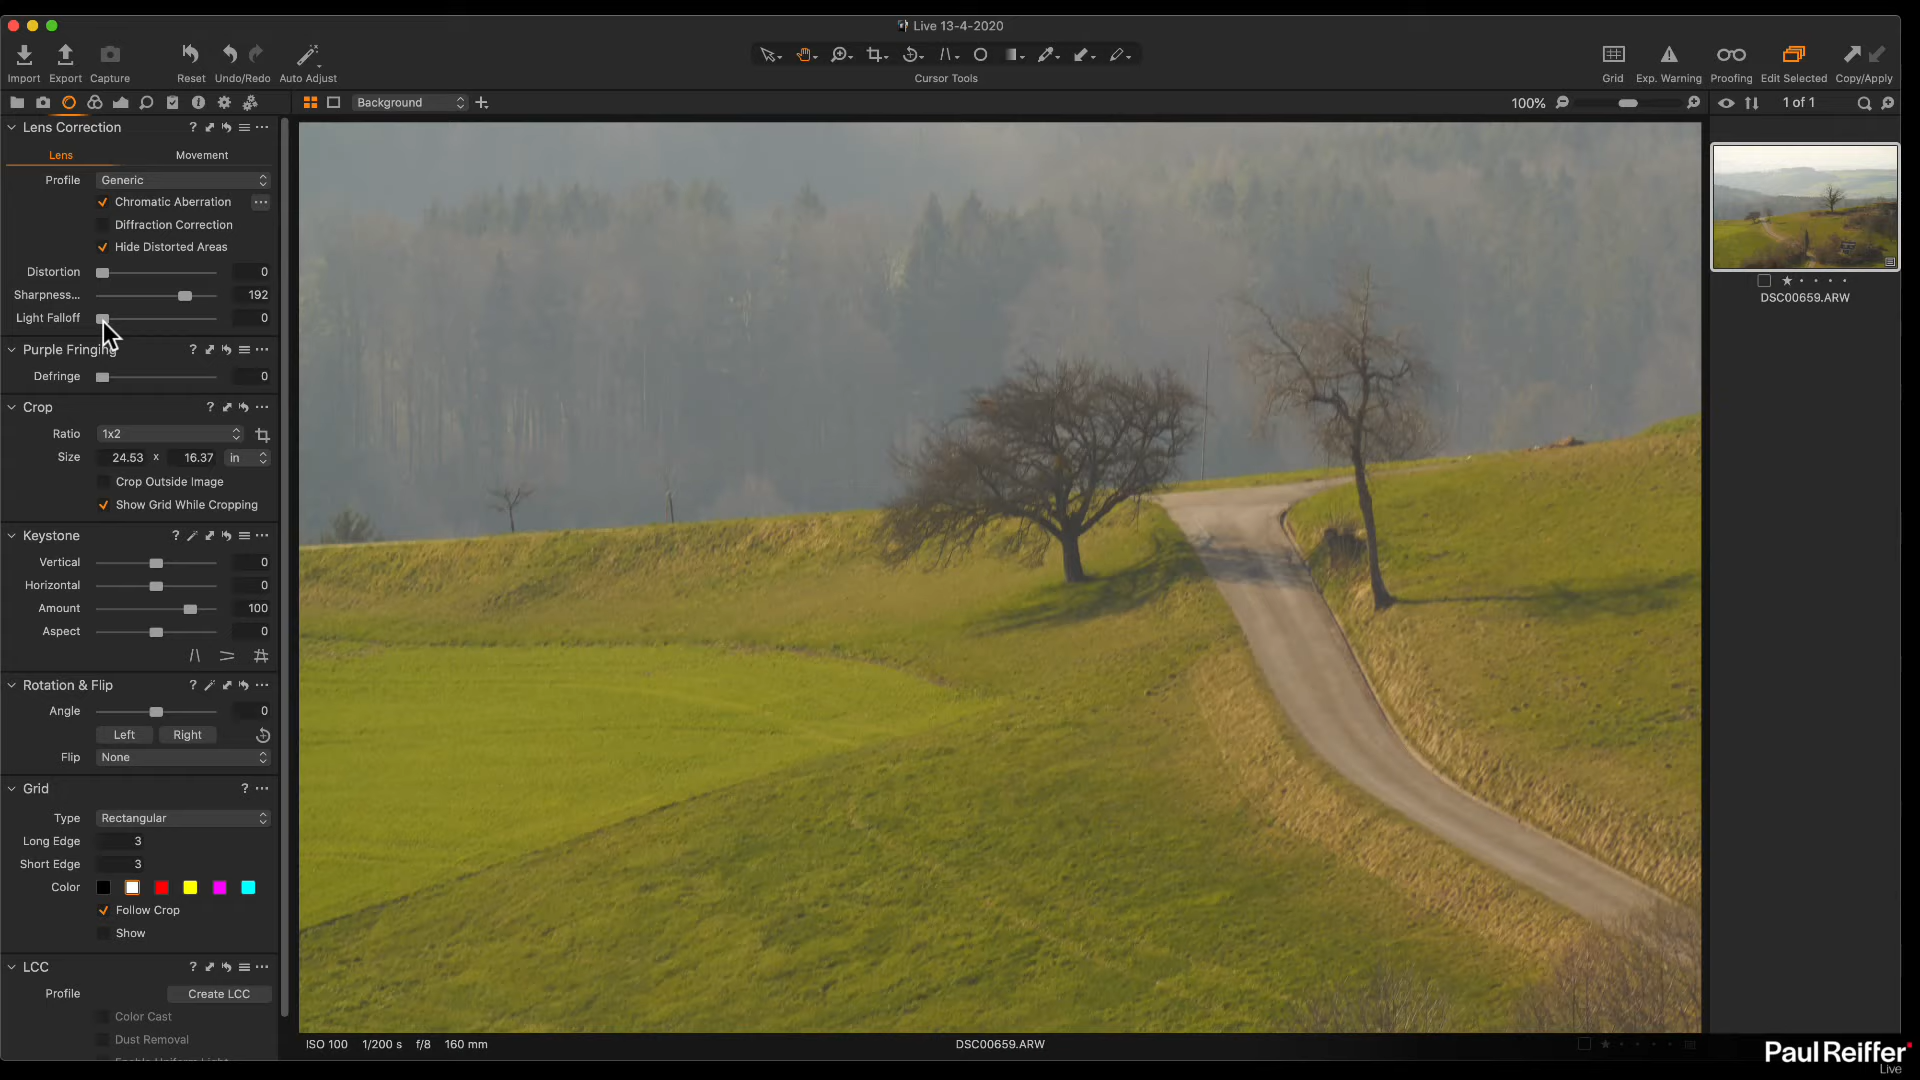 Live 13-4-2020
Import Export Capture Reset Undo/Redo Auto Adjust Cursor Tools Grid Exp. Warning Proofing Edit Selected Copy/Apply
Background 100% 1 of 1
Lens Correction ?
Lens Movement
Profile Generic
Chromatic Aberration
Diffraction Correction
Hide Distorted Areas
Distortion 0
Sharpness... 192
Light Falloff 0
Purple Fringing ?
Defringe 0
Crop ?
Ratio 1x2
Size 24.53 x 16.37 in
Crop Outside Image
Show Grid While Cropping
Keystone ?
Vertical 0
Horizontal 0
Amount 100
Aspect 0
Rotation & Flip ?
Angle 0
Left Right
Flip None
Grid ?
Type Rectangular
Long Edge 3
Short Edge 3
Color
Follow Crop
Show
LCC ?
Profile Create LCC
Color Cast
Dust Removal
DSC00659.ARW
ISO 100 1/200 s f/8 160 mm DSC00659.ARW
Paul Reiffer
Live